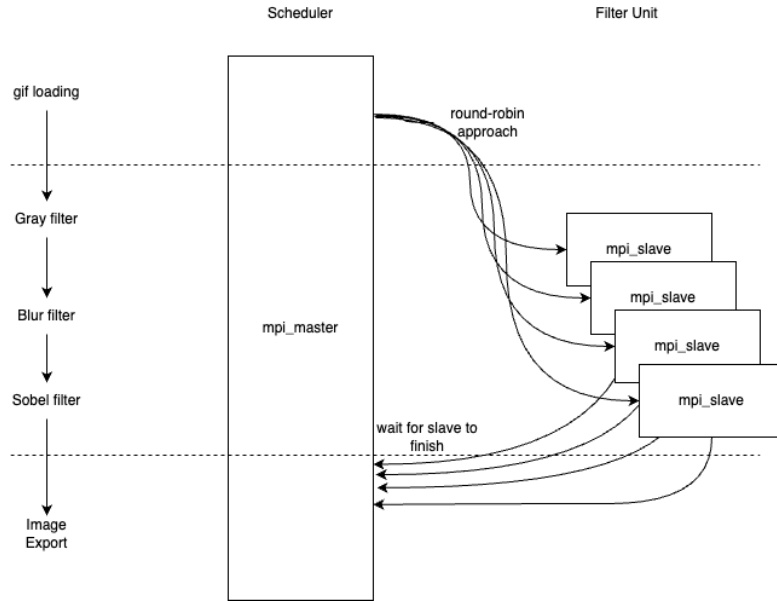 Scheduler
Filter Unit
gif loading
round-robin
approach
Gray filter
mpi_slave
Blur filter
mpi_slave
mpi_master
mpi_slave
Sobel filter
mpi_slave
wait for slave to
finish
Image
Export